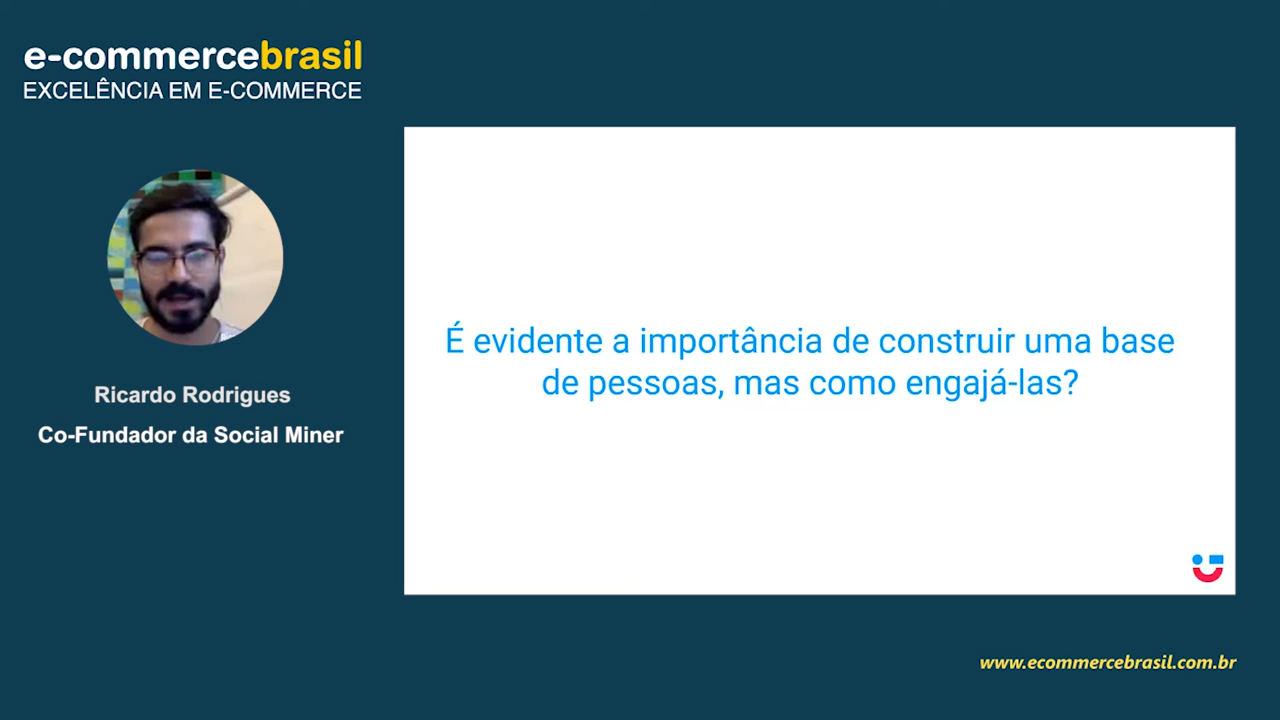 e-commercebrasil
EXCELÊNCIA EM E-COMMERCE
Ricardo Rodrigues
Co-Fundador da Social Miner
É evidente a importância de construir uma base
de pessoas, mas como engajá-las?
www.ecommercebrasil.com.br